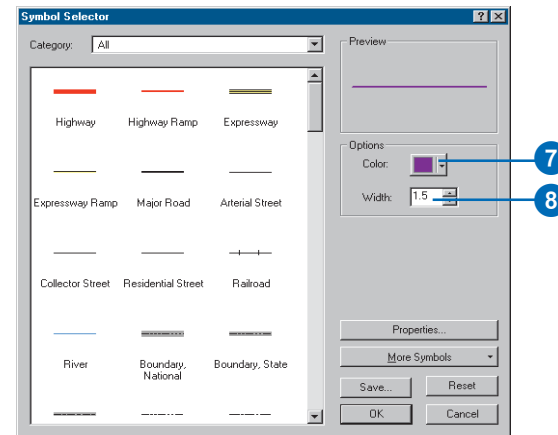 Symbol Selector
Category: All
Highway Highway Ramp Expressway
Expressway Ramp Major Road Arterial Street
Collector Street Residential Street Railroad
River Boundary, National Boundary, State
Preview
Options
Color: 7
Width: 1.5 8
Properties...
More Symbols
Save... Reset
OK Cancel